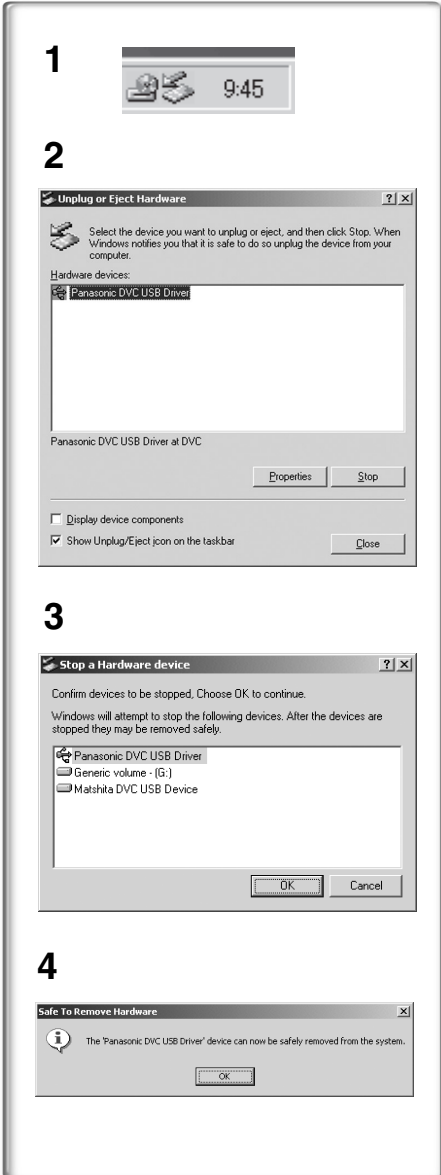 1
9:45
2
Unplug or Eject Hardware
Select the device you want to unplug or eject, and then click Stop. When
Windows notifies you that it is safe to do so unplug the device from your
computer.
Hardware devices:
Panasonic DVC USB Driver
Panasonic DVC USB Driver at DVC
Properties Stop
Display device components
Show Unplug/Eject icon on the taskbar
Close
3
Stop a Hardware device
Confirm devices to be stopped, Choose OK to continue.
Windows will attempt to stop the following devices. After the devices are
stopped they may be removed safely.
Panasonic DVC USB Driver
Generic volume - (G:)
Matshita DVC USB Device
OK Cancel
4
Safe To Remove Hardware
The 'Panasonic DVC USB Driver' device can now be safely removed from the system.
OK